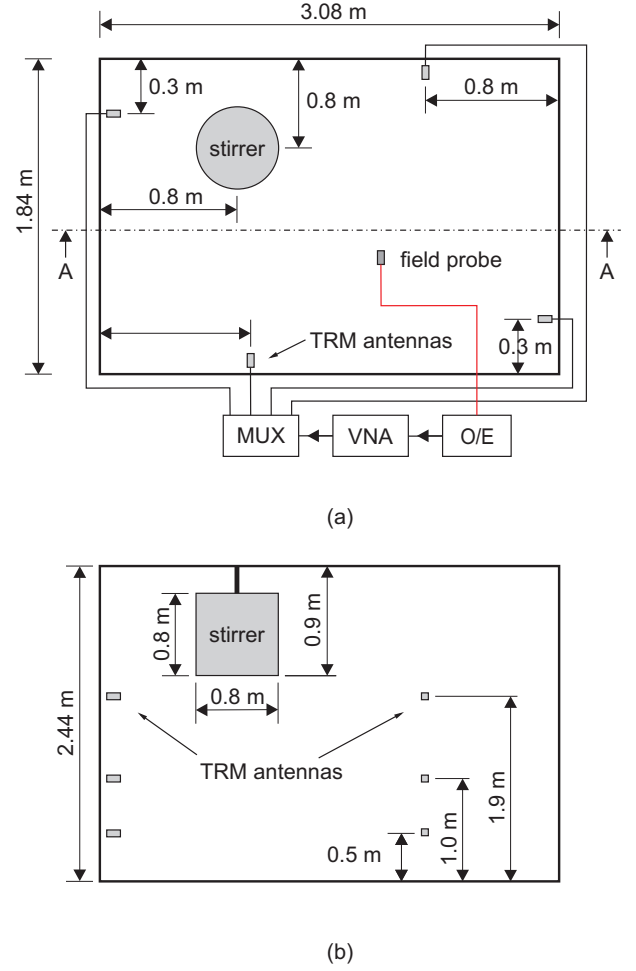 3.08 m
0.3 m
0.8 m
0.8 m
stirrer
0.8 m
1.84 m
A
A
field probe
TRM antennas
0.3 m
MUX
VNA
O/E
(a)
0.8 m
stirrer
0.9 m
0.8 m
2.44 m
TRM antennas
1.9 m
1.0 m
0.5 m
(b)